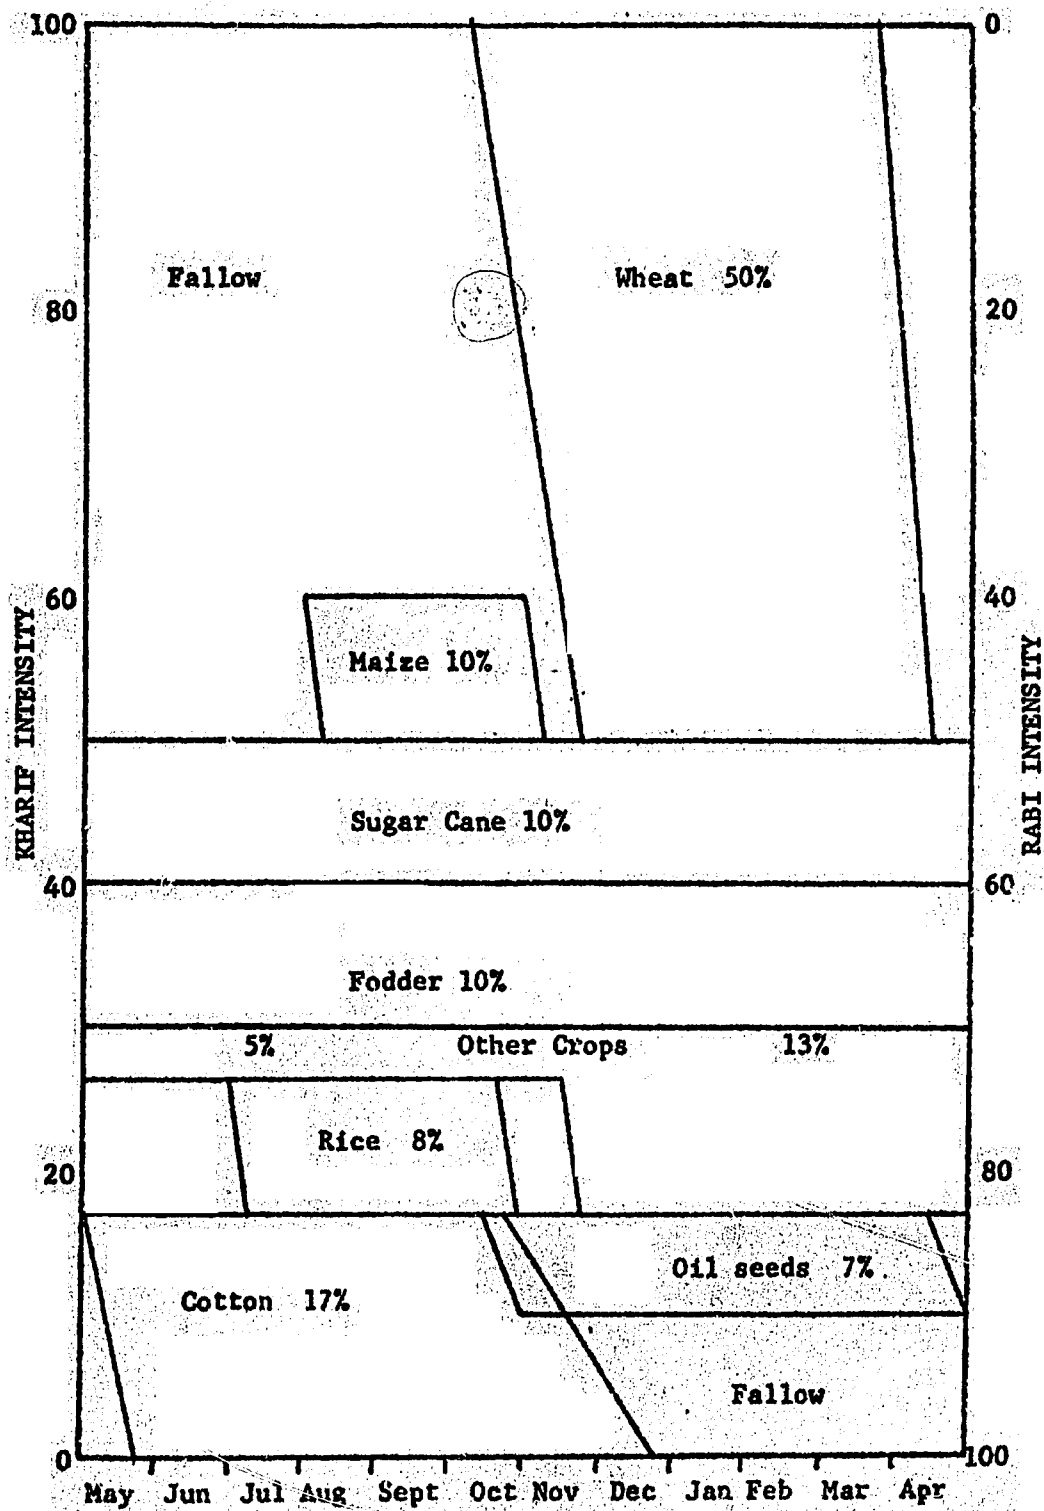 100
0
Fallow
Wheat 50%
80
20
60
40
Maize 10%
KHARIF INTENSITY
RABI INTENSITY
Sugar Cane 10%
40
60
Fodder 10%
5% Other Crops 13%
Rice 8%
20
80
Oil seeds 7%
Cotton 17%
Fallow
0
100
May Jun Jul Aug Sept Oct Nov Dec Jan Feb Mar Apr